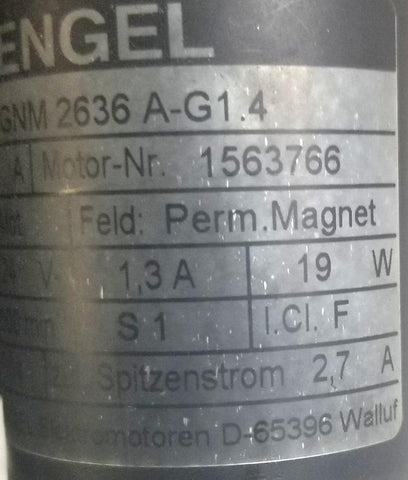 ENGEL
GNM 2636 A-G1.4
A Motor-Nr. 1563766
Feld: Perm.Magnet
V 1,3 A 19 W
S 1 I.Cl. F
Spitzenstrom 2,7 A
Elektromotoren D-65396 Walluf